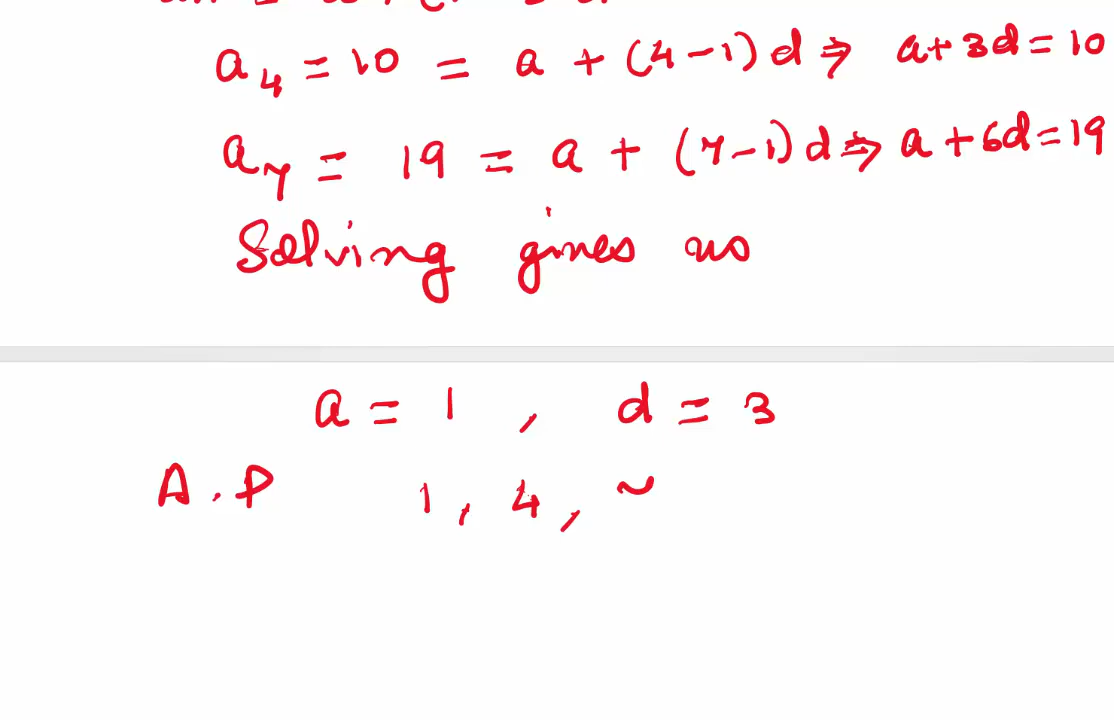 a₄ = 10 = a + (4-1) d ⇒ a+3d = 10
a₇ = 19 = a + (7-1) d ⇒ a+6d = 19
Solving gives us
a = 1 , d = 3
A.P 1, 4,